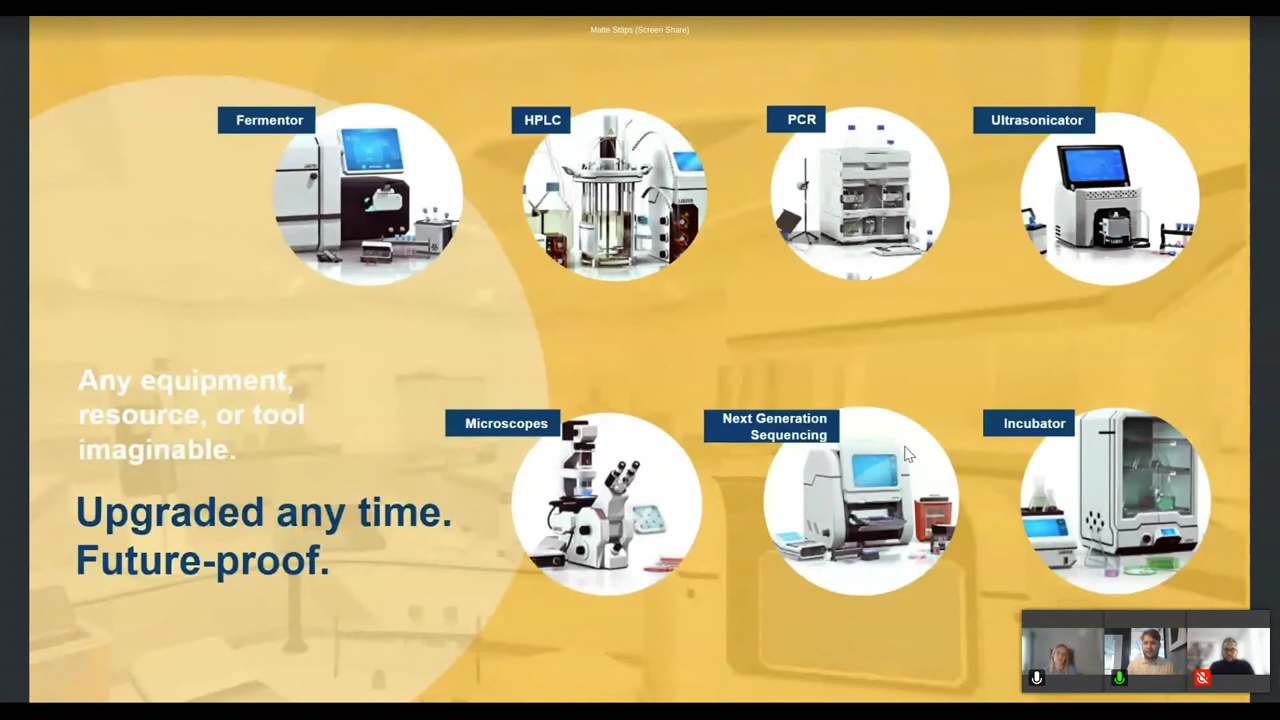 Malte Staps (Screen Share)
Fermentor
HPLC
PCR
Ultrasonicator
Any equipment,
resource, or tool
imaginable.
Upgraded any time.
Future-proof.
Microscopes
Next Generation
Sequencing
Incubator